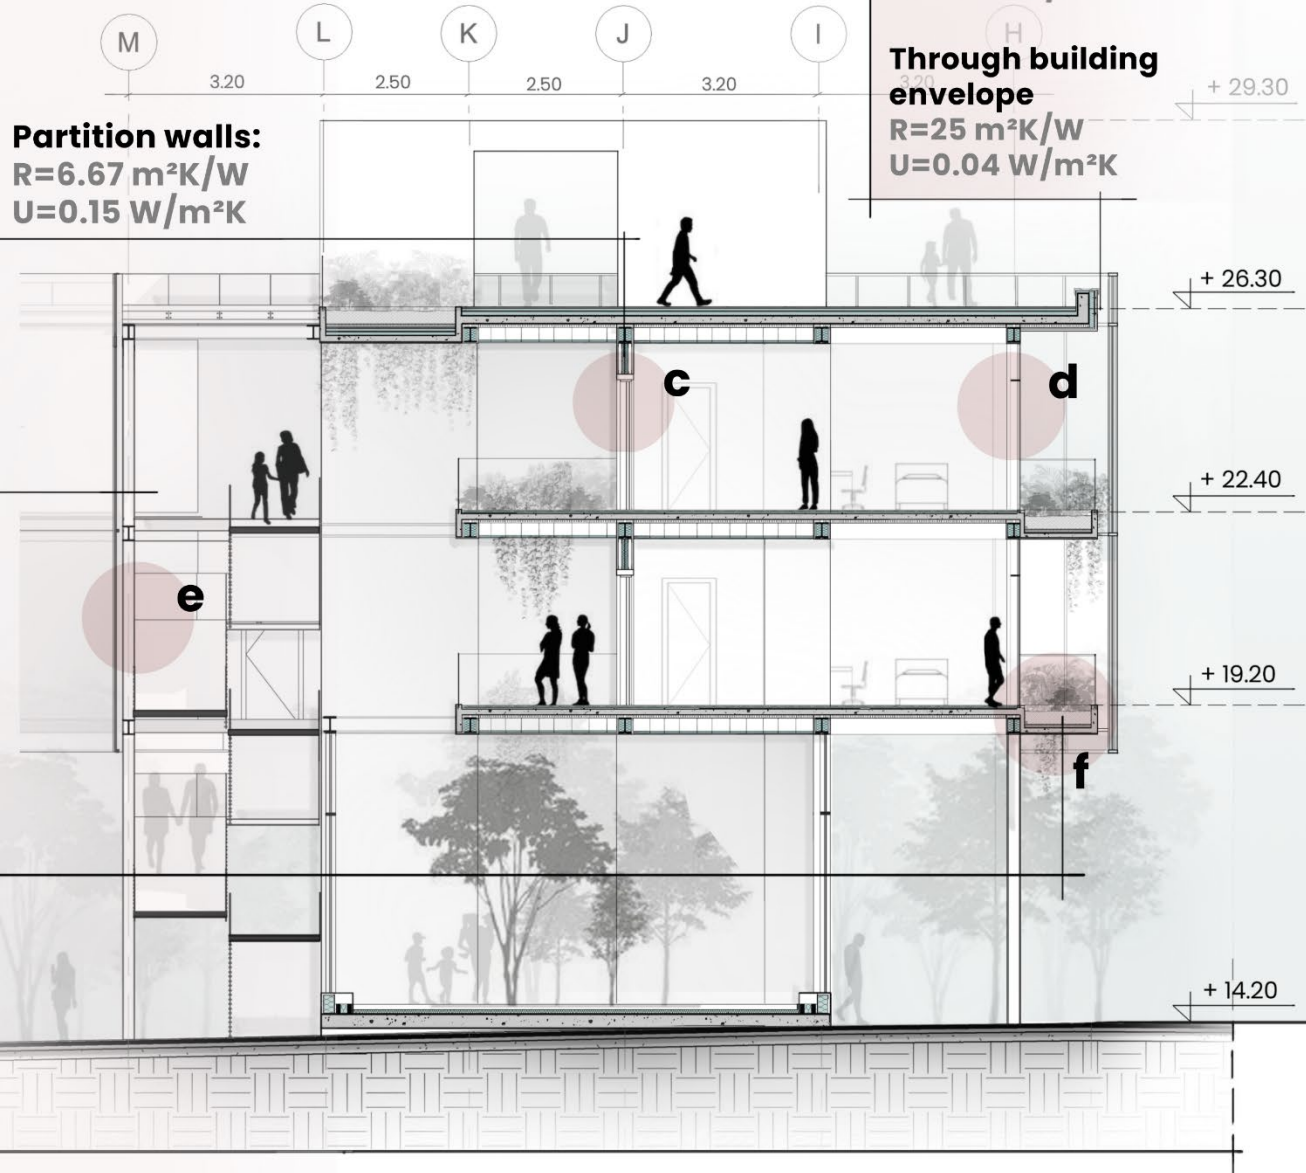 M
L
K
J
I
H
3.20
2.50
2.50
3.20
3.20
Through building
envelope
R=25 m²K/W
U=0.04 W/m²K
+ 29.30
Partition walls:
R=6.67 m²K/W
U=0.15 W/m²K
+ 26.30
c
d
+ 22.40
e
+ 19.20
f
+ 14.20